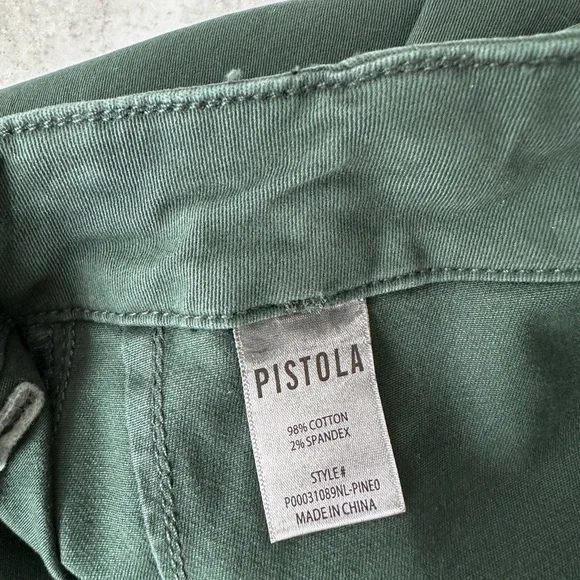 PISTOLA
98% COTTON
2% SPANDEX
STYLE#
P00031089NL-PINE0
MADE IN CHINA